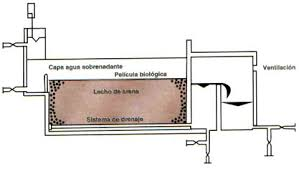 Capa agua sobrenadante
Película biológica
Ventilación
Lecho de arena
Sistema de drenaje